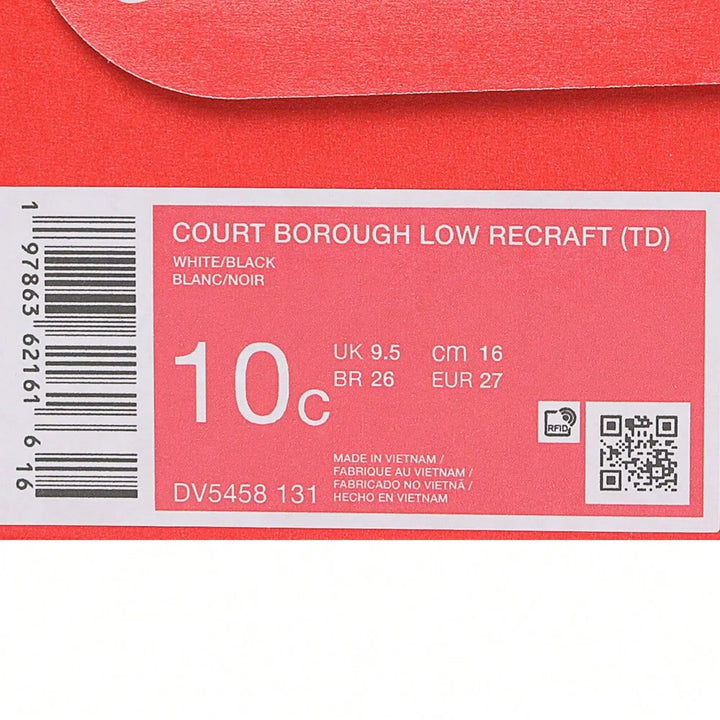 COURT BOROUGH LOW RECRAFT (TD)
WHITE/BLACK
BLANC/NOIR
10C
UK 9.5 cm 16
BR 26 EUR 27
RFID
MADE IN VIETNAM /
FABRIQUE AU VIETNAM /
FABRICADO NO VIETNÃ /
HECHO EN VIETNAM
DV5458 131
1 97863 62161 6 16